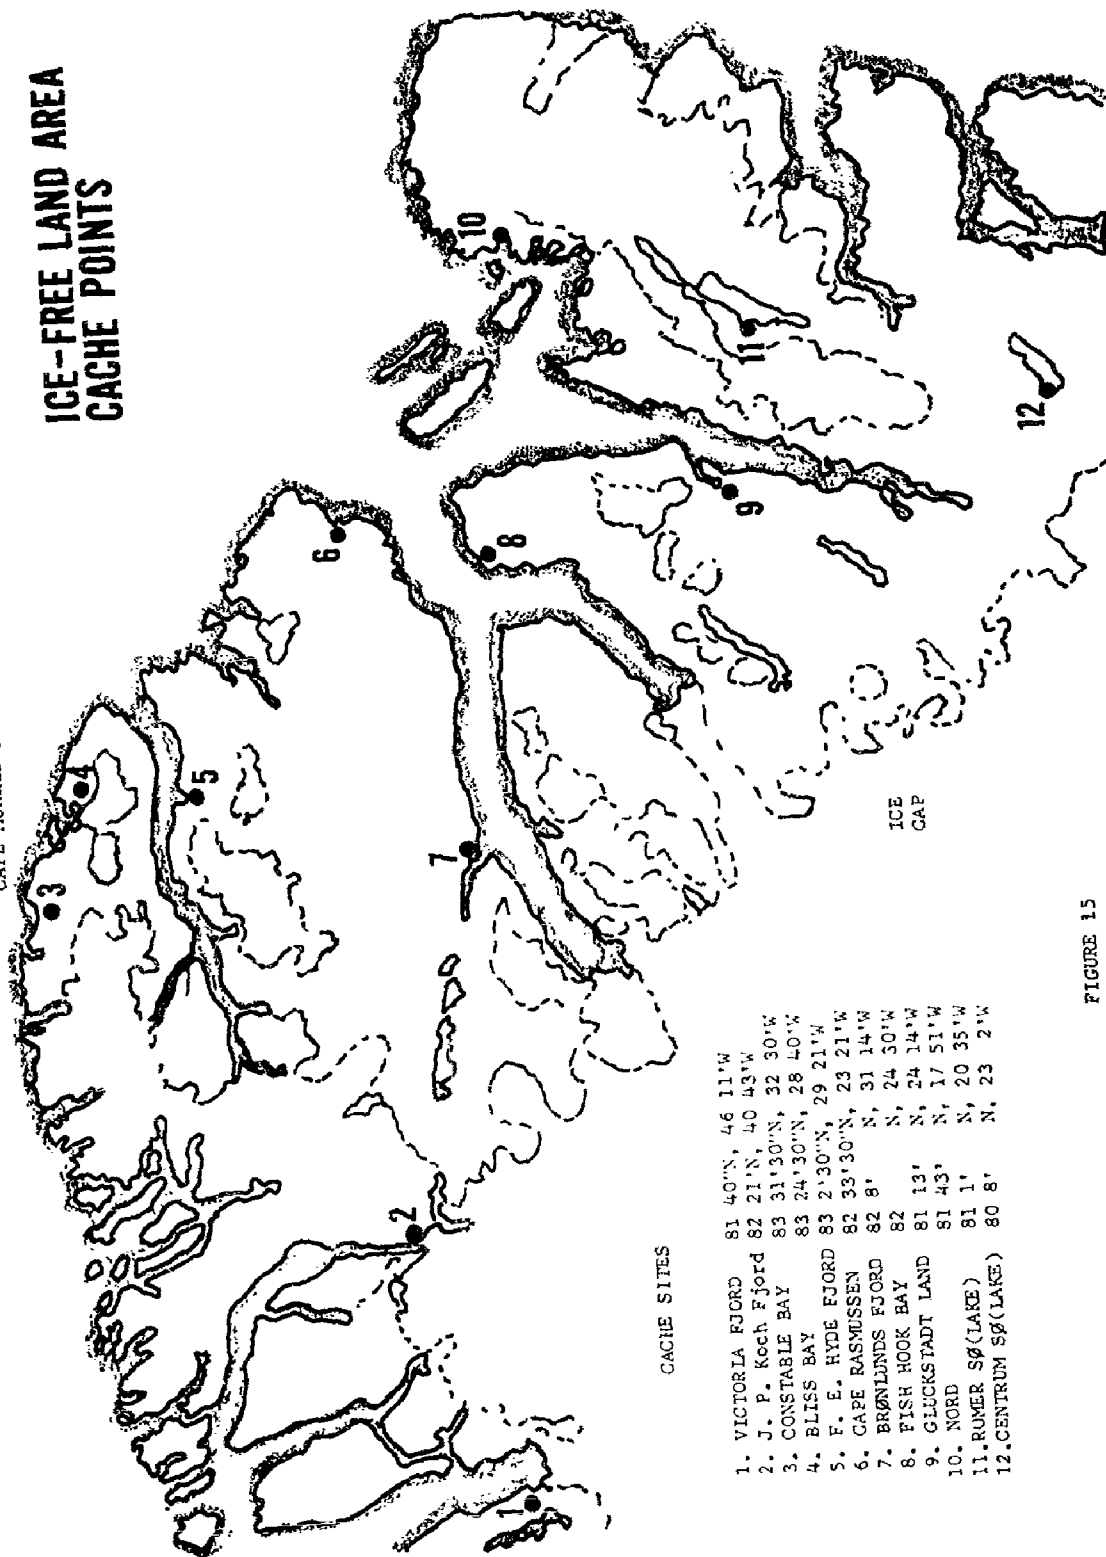 ICE-FREE LAND AREA
CACHE POINTS
3
4
5
6
7
8
9
10
11
12
2
1
ICE
CAP
CACHE SITES
1. VICTORIA FJORD 81 40"N, 46 11'W
2. J. P. Koch Fjord 82 21'N, 40 43'W
3. CONSTABLE BAY 83 31'30"N, 32 30'W
4. BLISS BAY 83 24'30"N, 28 40'W
5. F. E. HYDE FJORD 83 2'30"N, 29 21'W
6. CAPE RASMUSSEN 82 33'30"N, 23 21'W
7. BRØNLUNDS FJORD 82 8' N, 31 14'W
8. FISH HOOK BAY 82 N, 24 30'W
9. GLUCKSTADT LAND 81 13' N, 24 14'W
10. NORD 81 43' N, 17 51'W
11.ROMER SØ(LAKE) 81 1' N, 20 35'W
12.CENTRUM SØ(LAKE) 80 8' N, 23 2'W
FIGURE 15